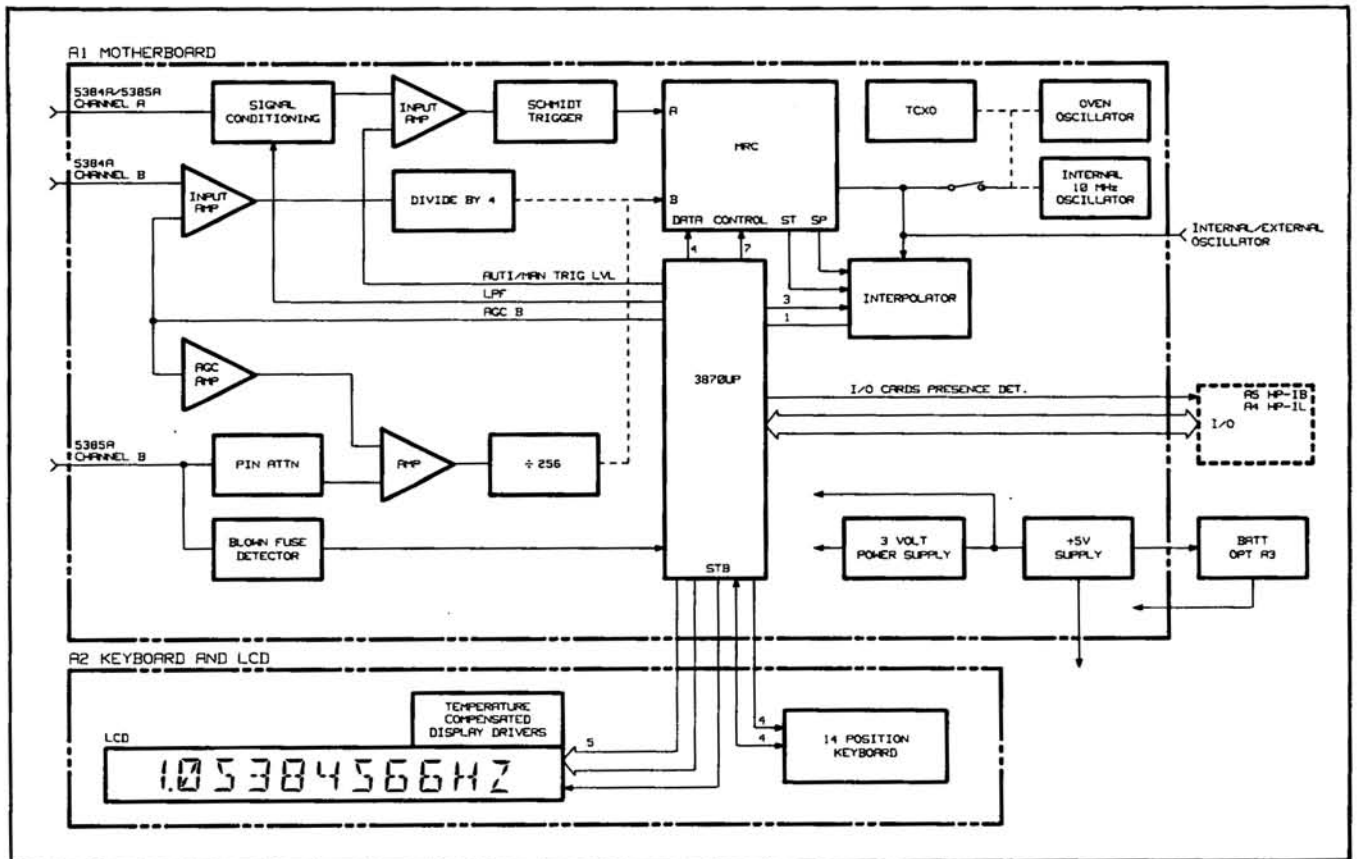 A1 MOTHERBOARD
5384A/5385A
CHANNEL A
SIGNAL
CONDITIONING
INPUT
AMP
SCHMIDT
TRIGGER
A
MRC
B
DATA CONTROL ST SP
TCXO
OVEN
OSCILLATOR
INTERNAL
10 MHz
OSCILLATOR
5384A
CHANNEL B
INPUT
AMP
DIVIDE BY 4
4
7
INTERNAL/EXTERNAL
OSCILLATOR
AUTI/MAN TRIG LVL
LPF
AGC B
3
1
INTERPOLATOR
AGC
AMP
3870UP
I/O CARDS PRESENCE DET.
A5 HP-IB
A4 HP-IL
I/O
5385A
CHANNEL B
PIN ATTN
AMP
÷ 256
BLOWN FUSE
DETECTOR
STB
3 VOLT
POWER SUPPLY
+5V
SUPPLY
BATT
OPT A3
A2 KEYBOARD AND LCD
TEMPERATURE
COMPENSATED
DISPLAY DRIVERS
LCD
1.05384566HZ
5
4
4
14 POSITION
KEYBOARD